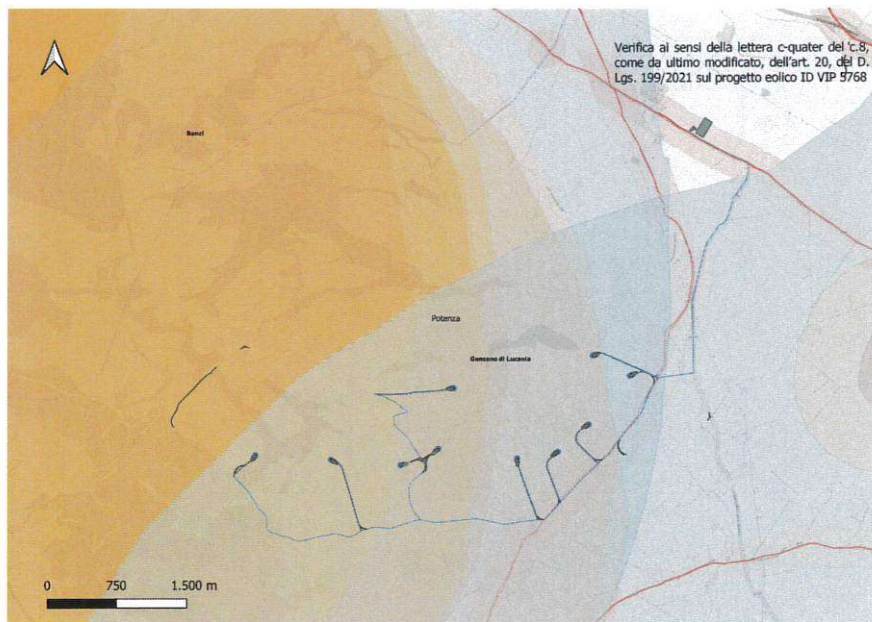 Verifica ai sensi della lettera c-quater del c.8,
come da ultimo modificato, dell'art. 20, del D.
Lgs. 199/2021 sul progetto eolico ID VIP 5768
Banzi
Potenza
Genzano di Lucania
0 750 1.500 m